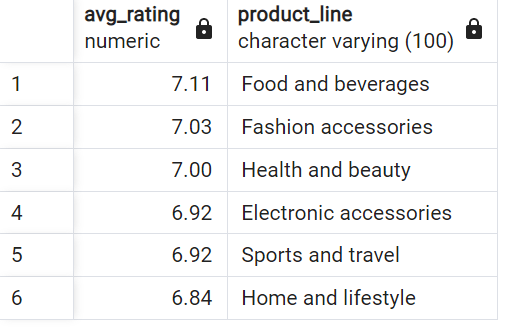 avg_rating product_line
numeric character varying (100)
1 7.11 Food and beverages
2 7.03 Fashion accessories
3 7.00 Health and beauty
4 6.92 Electronic accessories
5 6.92 Sports and travel
6 6.84 Home and lifestyle